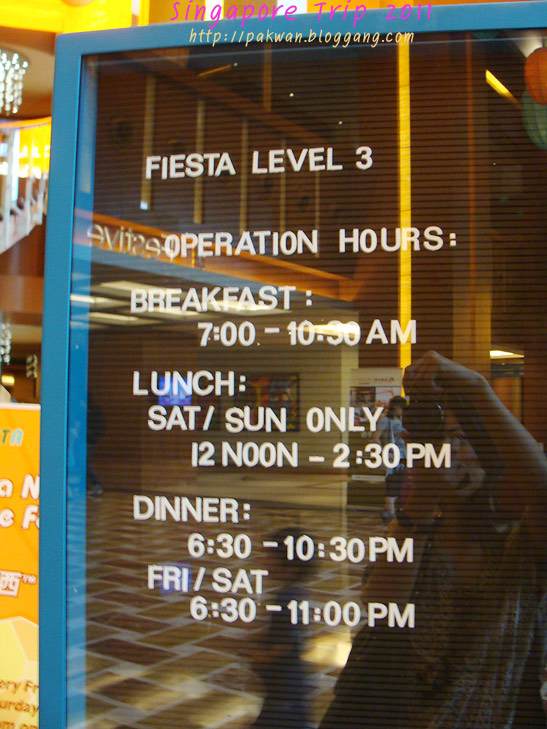 Singapore Trip 2011
http://pakwan.bloggang.com
FIESTA LEVEL 3
OPERATION HOURS:
BREAKFAST:
7:00 - 10:30 AM
LUNCH:
SAT/ SUN ONLY
12 NOON - 2:30 PM
DINNER:
6:30 - 10:30 PM
FRI / SAT
6:30 - 11:00 PM